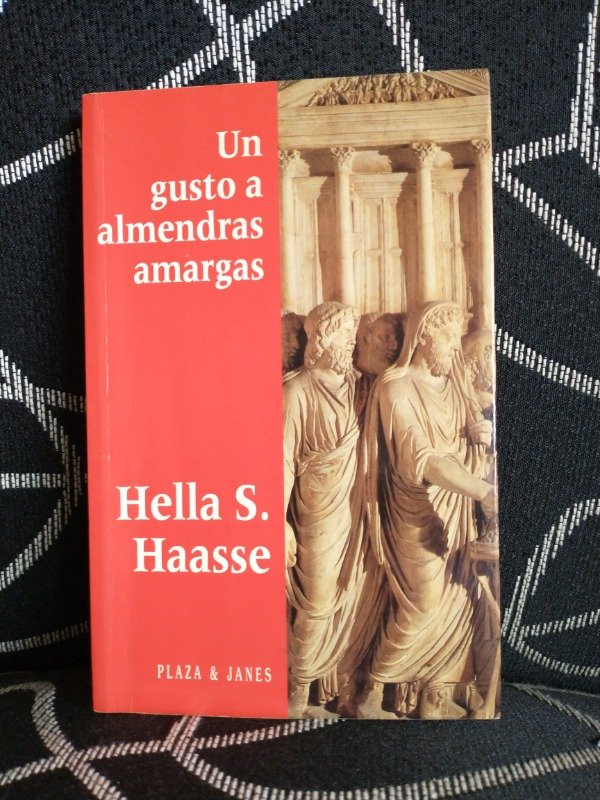 Un
gusto a
almendras
amargas
Hella S.
Haasse
PLAZA & JANES